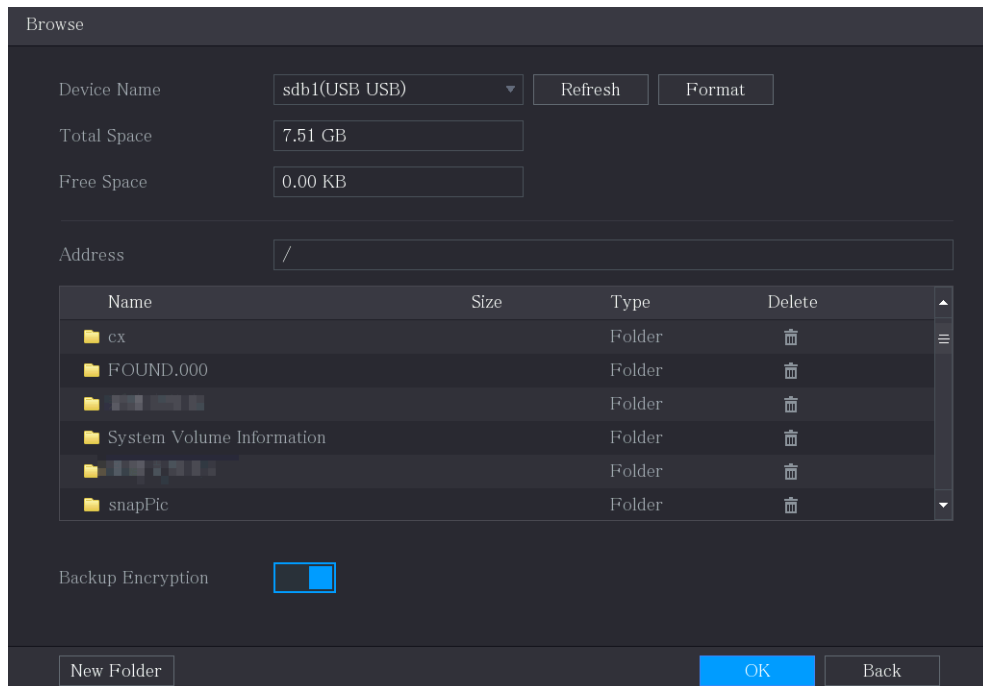 Browse
Device Name sdb1(USB USB) Refresh Format
Total Space 7.51 GB
Free Space 0.00 KB
Address /
Name Size Type Delete
cx Folder
FOUND.000 Folder
Folder
System Volume Information Folder
Folder
snapPic Folder
Backup Encryption
New Folder OK Back